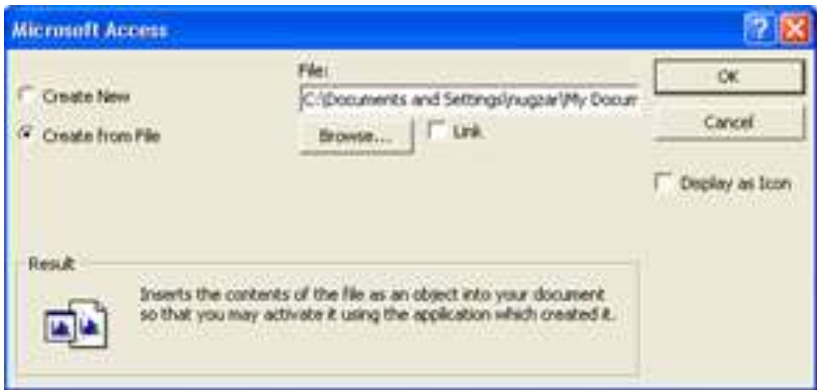 Microsoft Access
Create New
Create from File
File:
C:\Documents and Settings\nugzar\My Docum
Browse...
Link
OK
Cancel
Display as Icon
Result
Inserts the contents of the file as an object into your document
so that you may activate it using the application which created it.